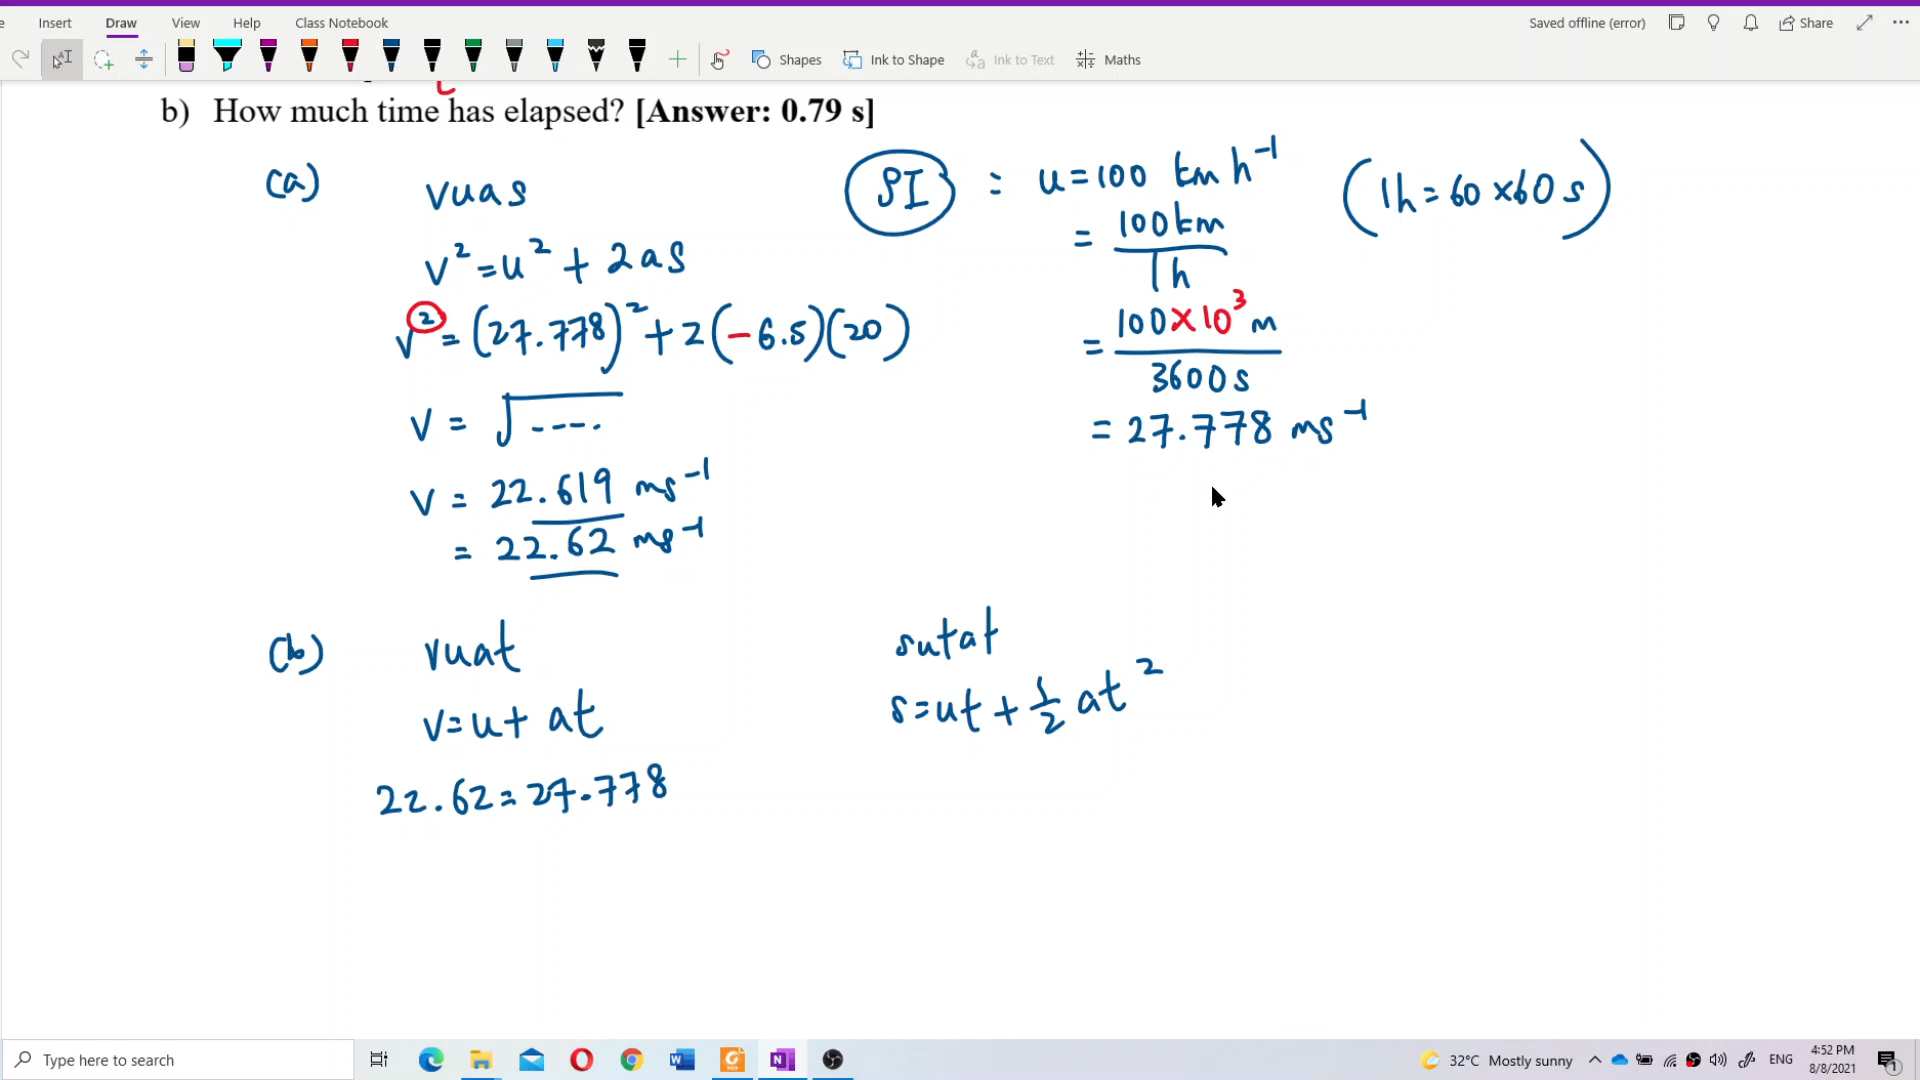 Insert Draw View Help Class Notebook Saved offline (error) Share
Shapes Ink to Shape Ink to Text Maths
b) How much time has elapsed? [Answer: 0.79 s]
(a) vuas
v² = u² + 2as
v² = (27.778)² + 2(-6.5)(20)
v = √----.
v = 22.619 ms⁻¹
= 22.62 ms⁻¹
SI : u = 100 km h⁻¹ (1h = 60 × 60 s)
= 100km / 1h
= 100 × 10³ m / 3600 s
= 27.778 ms⁻¹
(b) vuat
v = u + at
22.62 = 27.778
sutat
s = ut + ½ at²
Type here to search
32°C Mostly sunny ENG 4:52 PM
8/8/2021
1